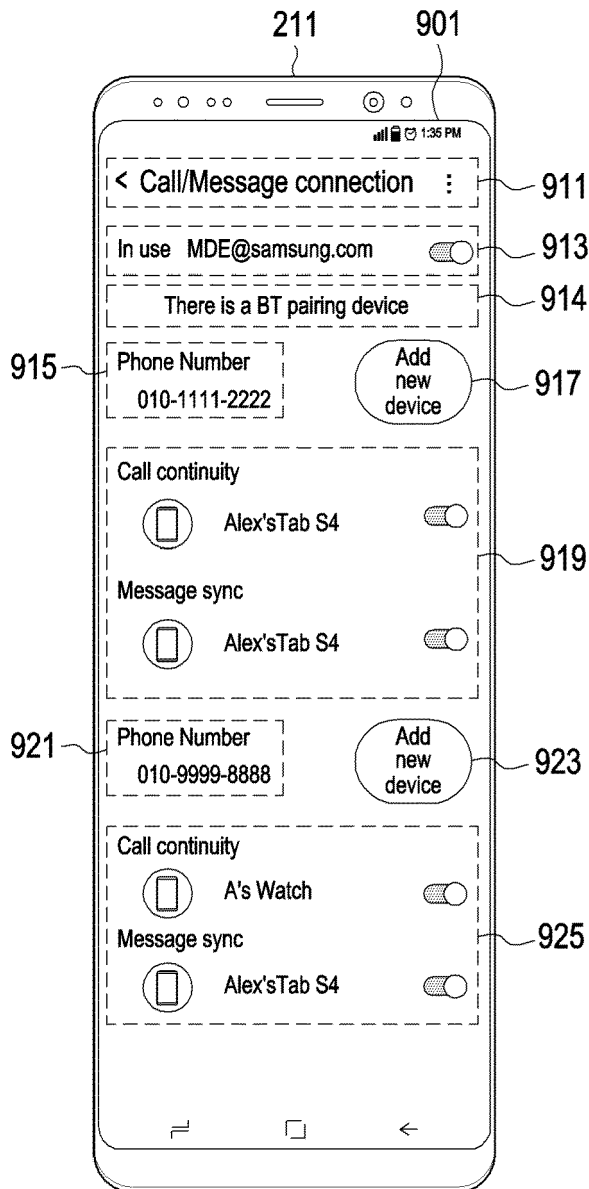 211
901
1:35 PM
< Call/Message connection
911
In use MDE@samsung.com
913
There is a BT pairing device
914
915
Phone Number
010-1111-2222
Add
new
device
917
Call continuity
Alex'sTab S4
919
Message sync
Alex'sTab S4
921
Phone Number
010-9999-8888
Add
new
device
923
Call continuity
A's Watch
Message sync
925
Alex'sTab S4